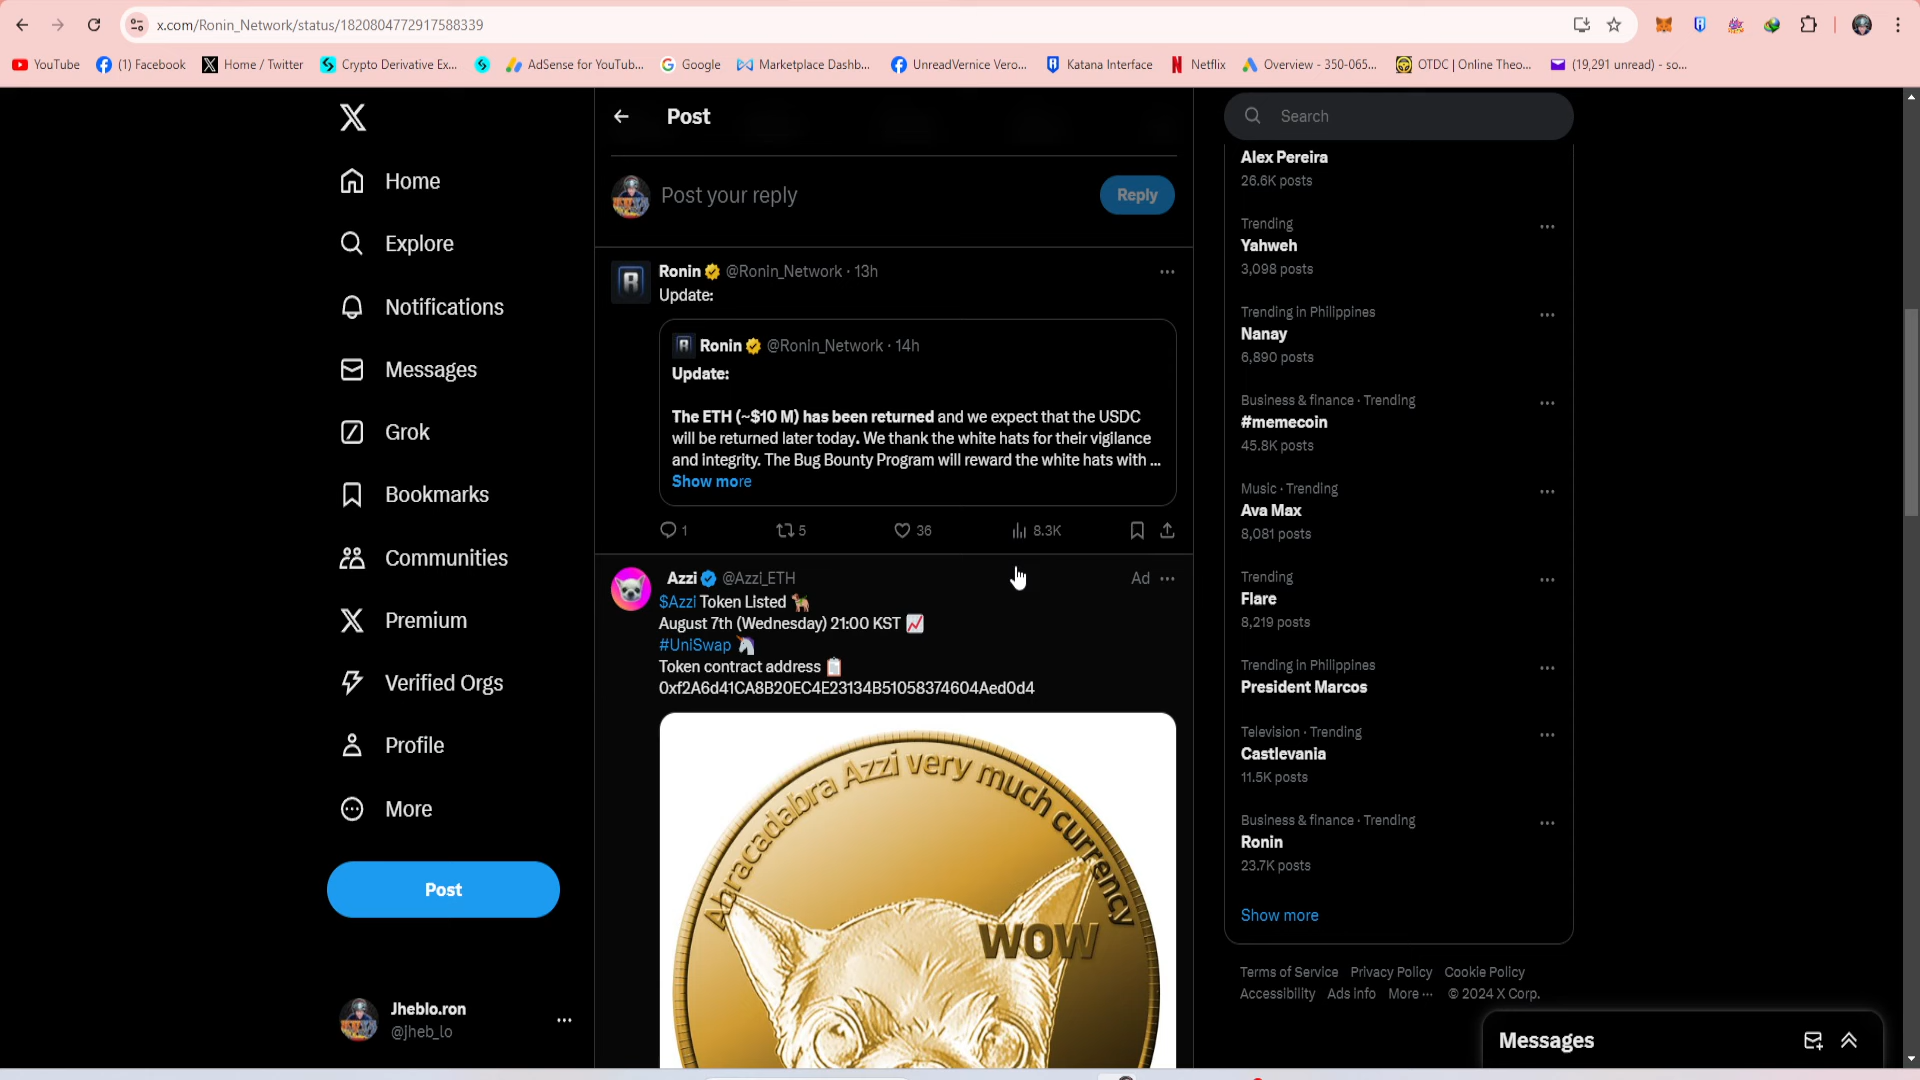 x.com/Ronin_Network/status/1820804772917588339
YouTube
(1) Facebook
Home / Twitter
Crypto Derivative Ex...
AdSense for YouTub...
Google
Marketplace Dashb...
UnreadVernice Vero...
Katana Interface
Netflix
Overview - 350-065...
OTDC | Online Theo...
(19,291 unread) - so...
Home
Explore
Notifications
Messages
Grok
Bookmarks
Communities
Premium
Verified Orgs
Profile
More
Post
Jheblo.ron
@jheb_lo
Post
Post your reply
Reply
Ronin @Ronin_Network · 13h
Update:
Ronin @Ronin_Network · 14h
Update:
The ETH (~$10 M) has been returned and we expect that the USDC
will be returned later today. We thank the white hats for their vigilance
and integrity. The Bug Bounty Program will reward the white hats with ...
Show more
1
5
36
8.3K
Azzi @Azzi_ETH
Ad
$Azzi Token Listed
August 7th (Wednesday) 21:00 KST
#UniSwap
Token contract address
0xf2A6d41CA8B20EC4E23134B51058374604Aed0d4
Abracadabra Azzi very much currency
WOW
Search
Alex Pereira
26.6K posts
Trending
Yahweh
3,098 posts
Trending in Philippines
Nanay
6,890 posts
Business & finance · Trending
#memecoin
45.8K posts
Music · Trending
Ava Max
8,081 posts
Trending
Flare
8,219 posts
Trending in Philippines
President Marcos
Television · Trending
Castlevania
11.5K posts
Business & finance · Trending
Ronin
23.7K posts
Show more
Terms of Service Privacy Policy Cookie Policy
Accessibility Ads info More ··· © 2024 X Corp.
Messages